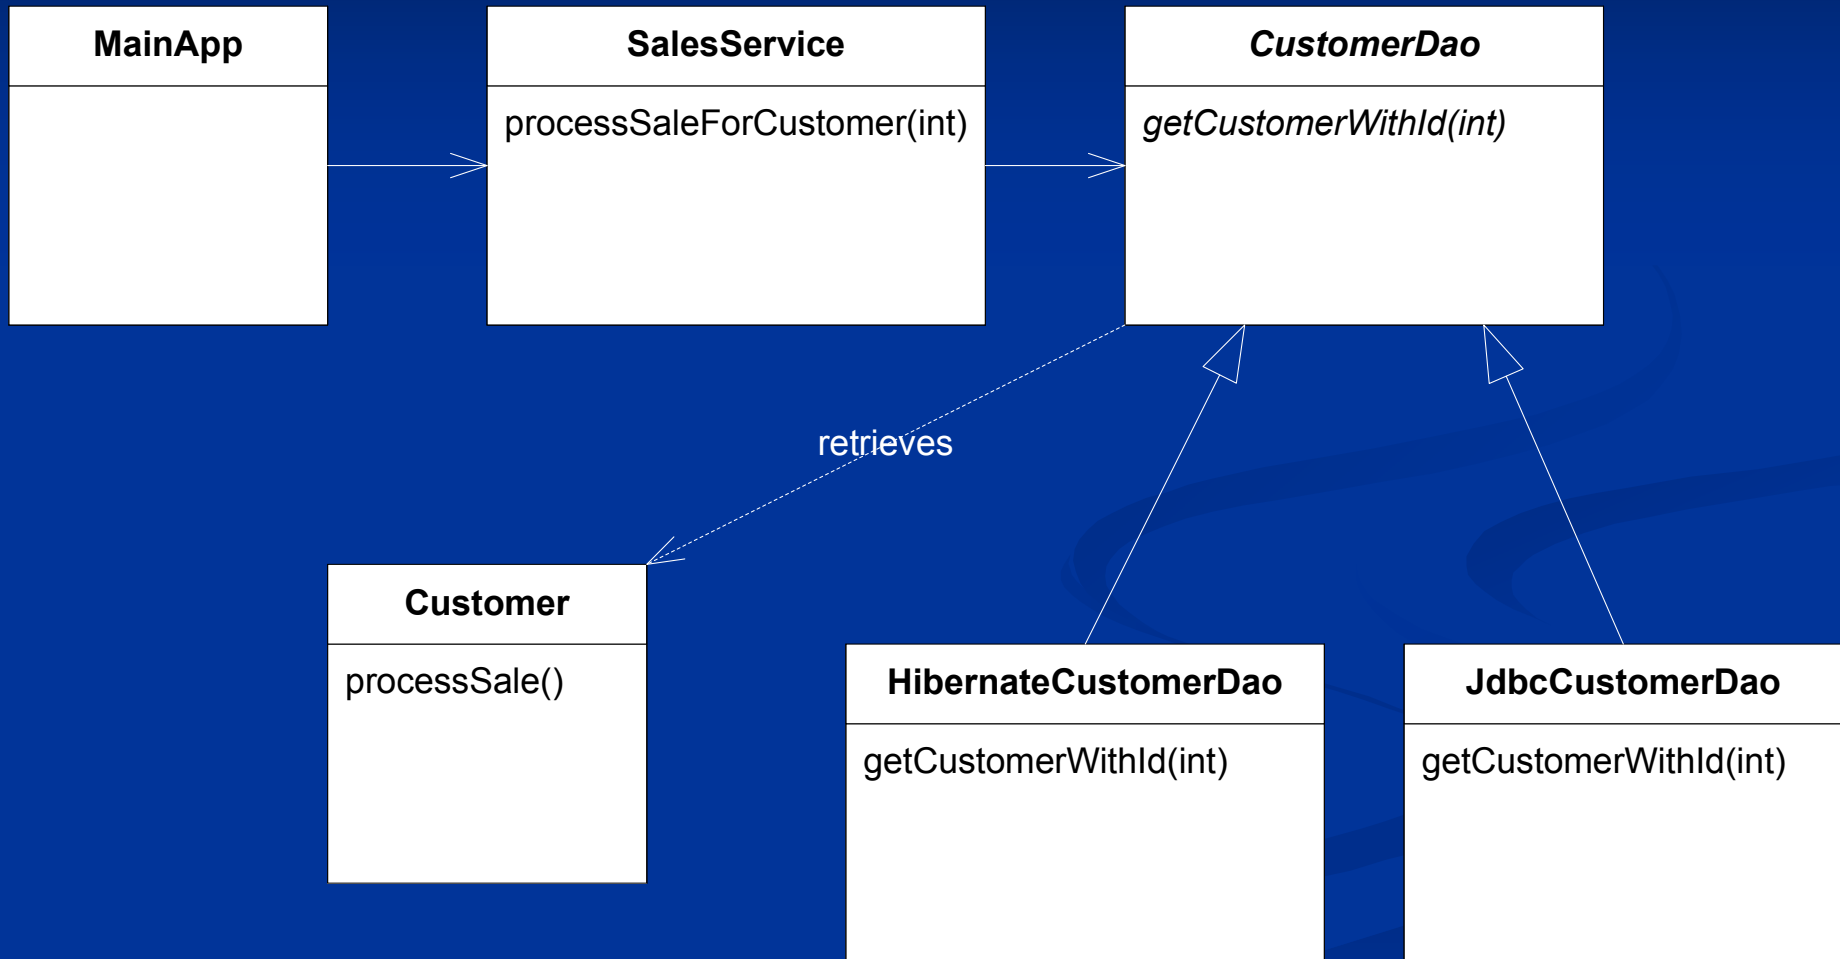 MainApp
SalesService
processSaleForCustomer(int)
CustomerDao
getCustomerWithId(int)
retrieves
Customer
processSale()
HibernateCustomerDao
getCustomerWithId(int)
JdbcCustomerDao
getCustomerWithId(int)